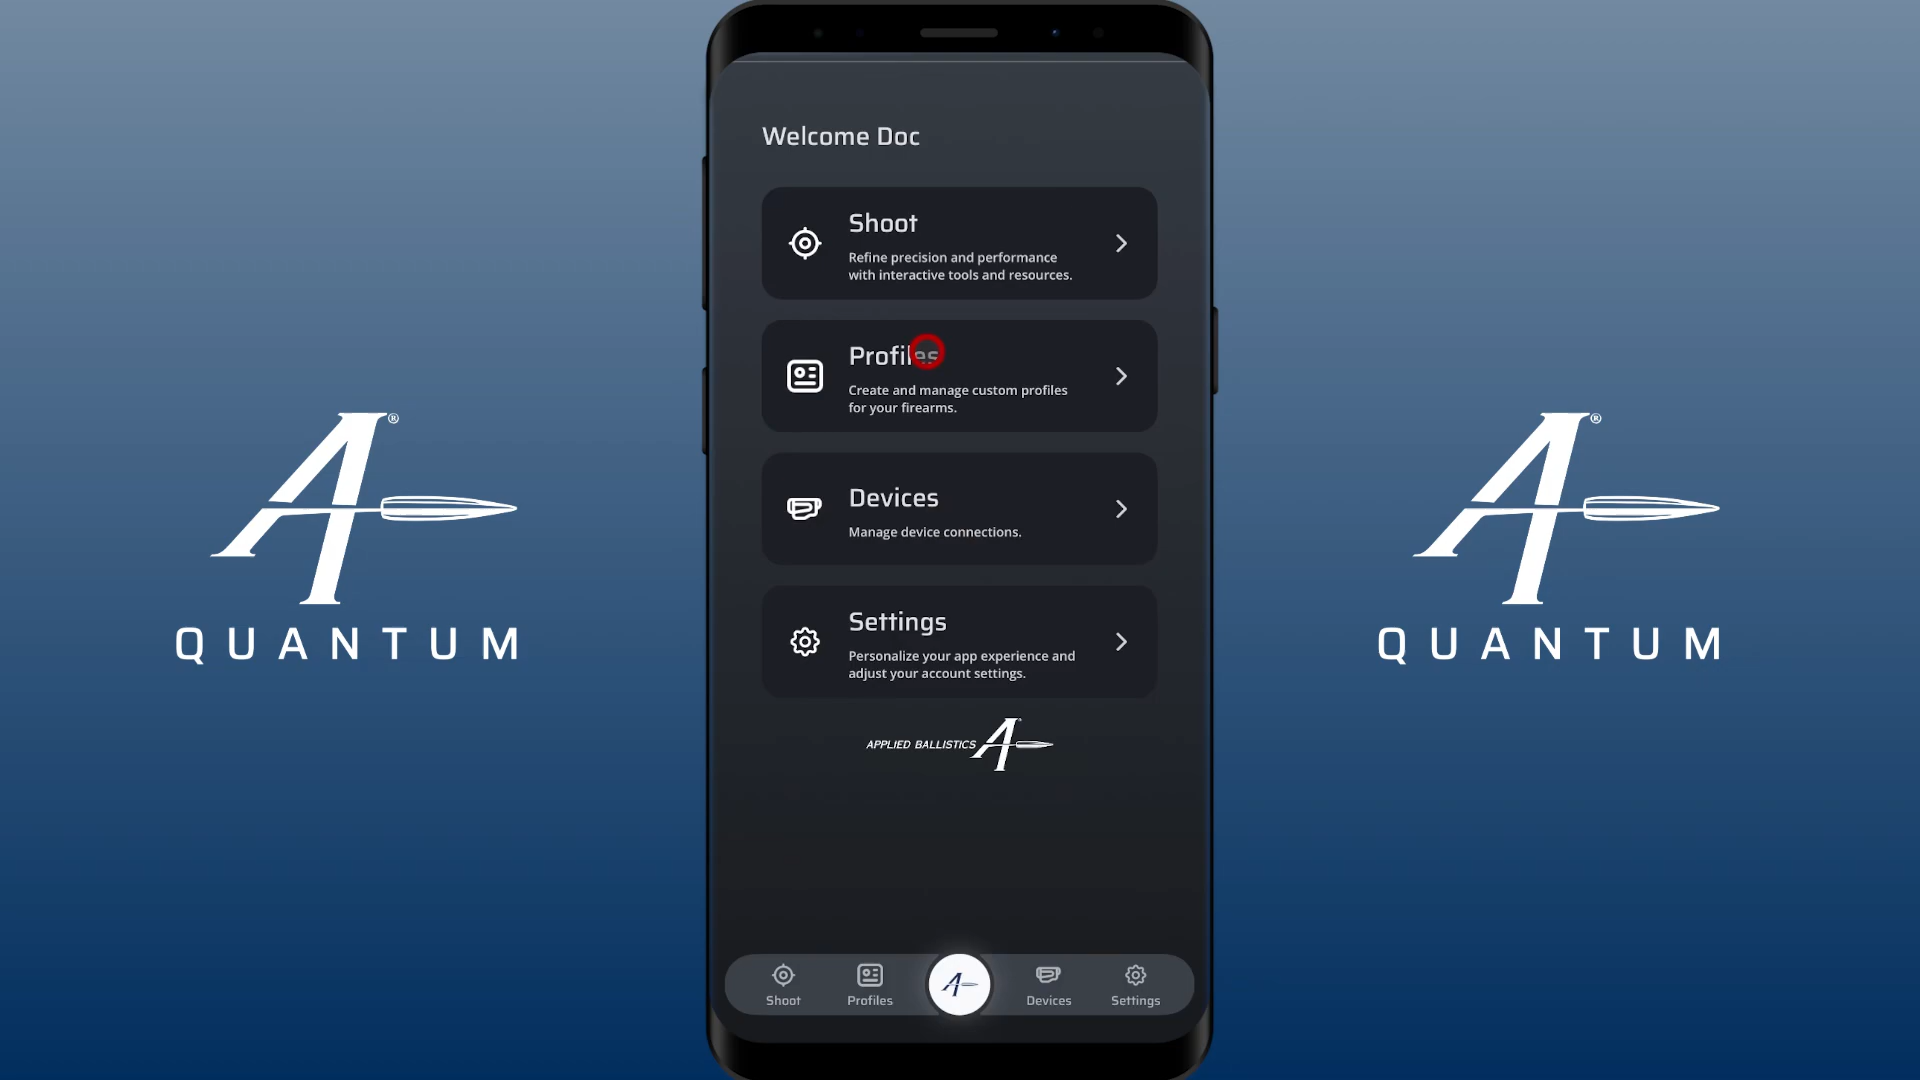 Welcome Doc
Shoot
Refine precision and performance
with interactive tools and resources.
Profiles
Create and manage custom profiles
for your firearms.
Devices
Manage device connections.
Settings
Personalize your app experience and
adjust your account settings.
APPLIED BALLISTICS A
Shoot
Profiles
A
Devices
Settings
A®
QUANTUM
A®
QUANTUM